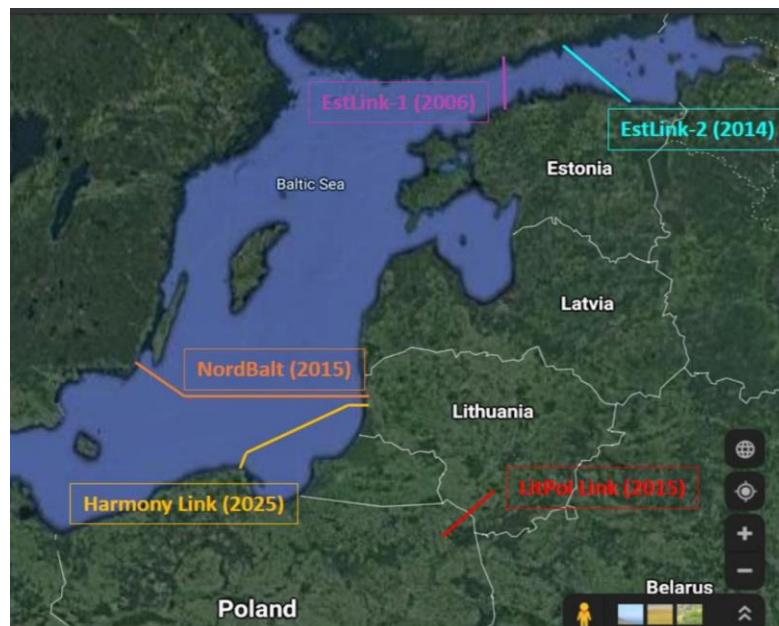 EstLink-1 (2006)
EstLink-2 (2014)
Estonia
Baltic Sea
Latvia
NordBalt (2015)
Lithuania
LitPol Link (2015)
Harmony Link (2025)
Belarus
Poland